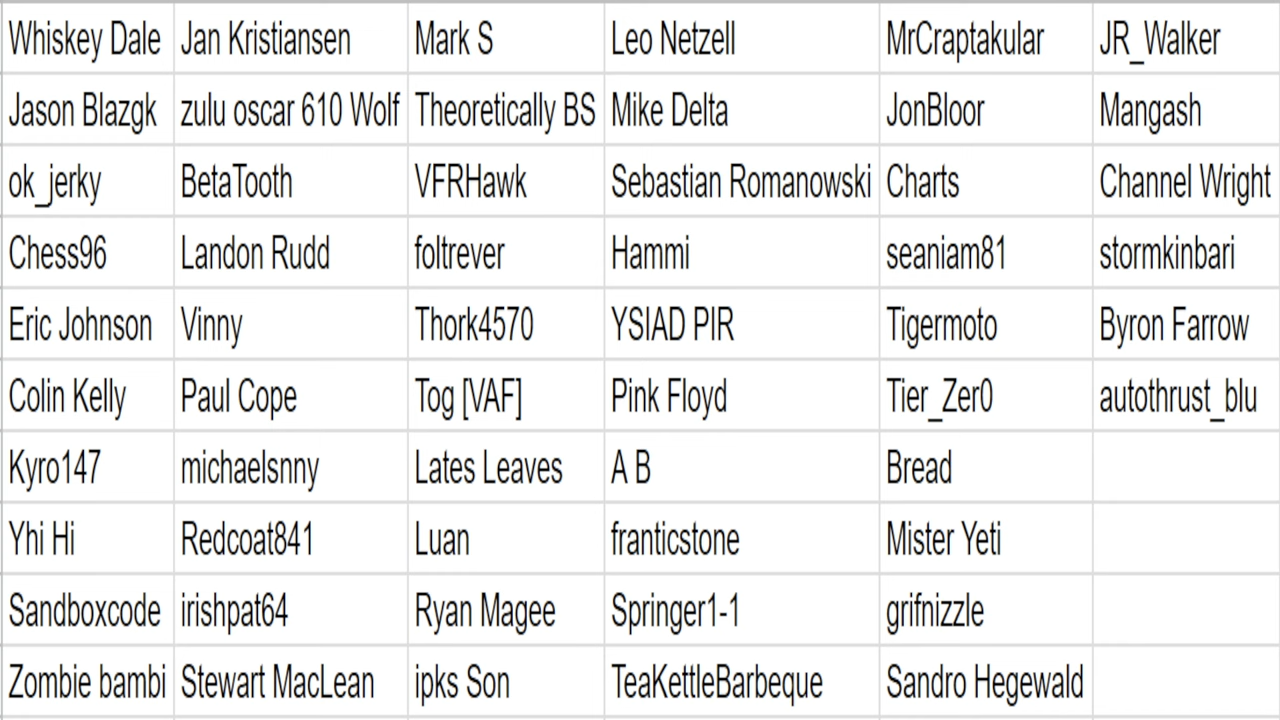 Whiskey Dale Jan Kristiansen Mark S Leo Netzell MrCraptakular JR_Walker
Jason Blazgk zulu oscar 610 Wolf Theoretically BS Mike Delta JonBloor Mangash
ok_jerky BetaTooth VFRHawk Sebastian Romanowski Charts Channel Wright
Chess96 Landon Rudd foltrever Hammi seaniam81 stormkinbari
Eric Johnson Vinny Thork4570 YSIAD PIR Tigermoto Byron Farrow
Colin Kelly Paul Cope Tog [VAF] Pink Floyd Tier_Zer0 autothrust_blu
Kyro147 michaelsnny Lates Leaves A B Bread
Yhi Hi Redcoat841 Luan franticstone Mister Yeti
Sandboxcode irishpat64 Ryan Magee Springer1-1 grifnizzle
Zombie bambi Stewart MacLean ipks Son TeaKettleBarbeque Sandro Hegewald